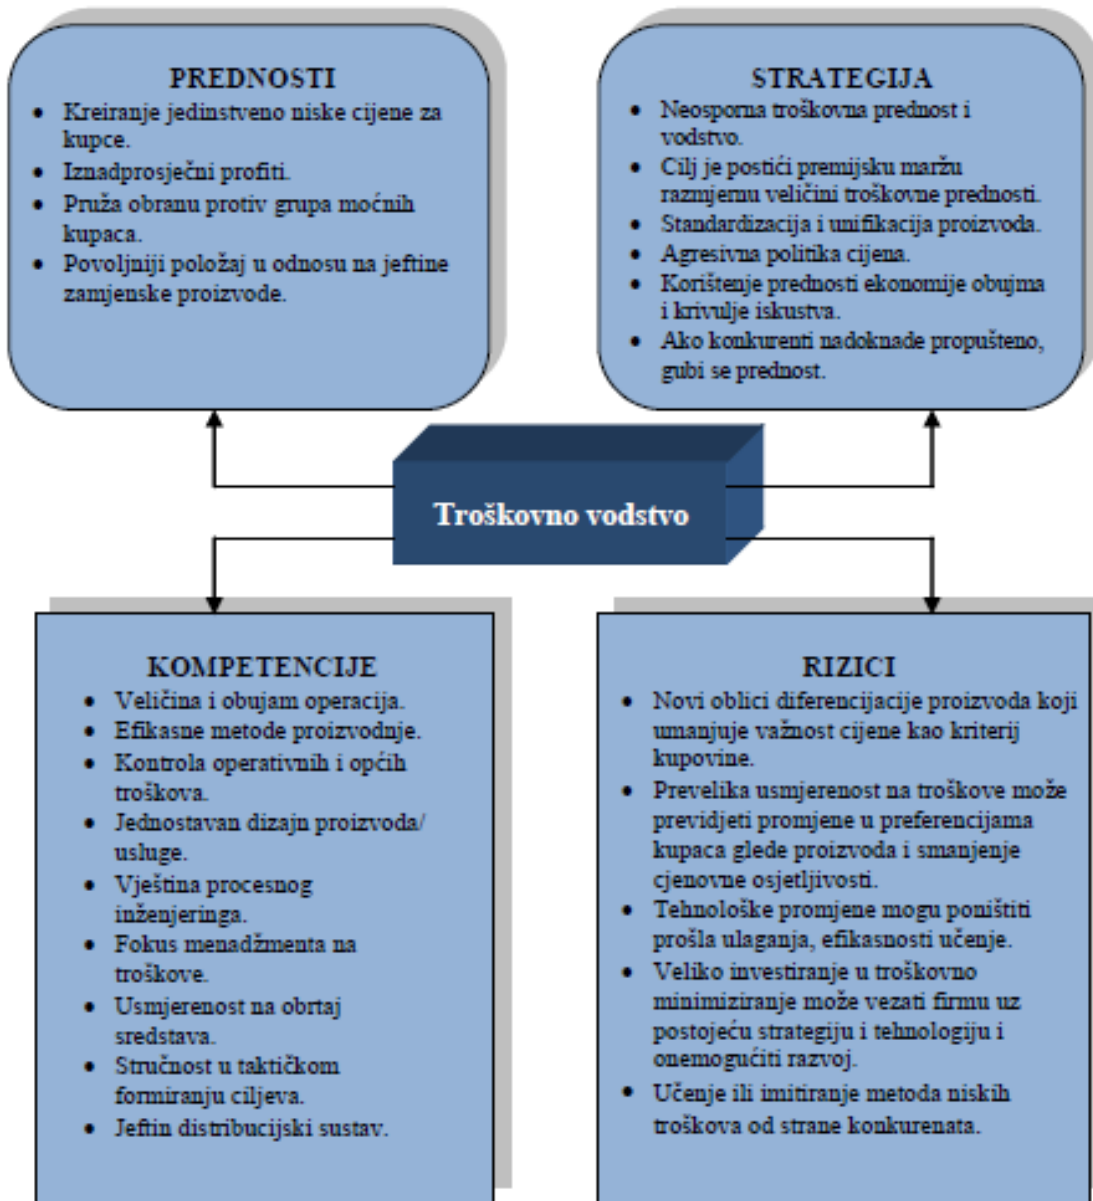 PREDNOSTI
• Kreiranje jedinstveno niske cijene za
kupce.
• Iznadprosječni profiti.
• Pruža obranu protiv grupa moćnih
kupaca.
• Povoljniji položaj u odnosu na jeftine
zamjenske proizvode.
STRATEGIJA
• Neosporna troškovna prednost i
vodstvo.
• Cilj je postići premijsku maržu
razmjernu veličini troškovne prednosti.
• Standardizacija i unifikacija proizvoda.
• Agresivna politika cijena.
• Korištenje prednosti ekonomije obujma
i krivulje iskustva.
• Ako konkurenti nadoknade propušteno,
gubi se prednost.
Troškovno vodstvo
KOMPETENCIJE
• Veličina i obujam operacija.
• Efikasne metode proizvodnje.
• Kontrola operativnih i općih
troškova.
• Jednostavan dizajn proizvoda/
usluge.
• Vještina procesnog
inženjeringa.
• Fokus menadžmenta na
troškove.
• Usmjerenost na obrtaj
sredstava.
• Stručnost u taktičkom
formiranju ciljeva.
• Jeftin distribucijski sustav.
RIZICI
• Novi oblici diferencijacije proizvoda koji
umanjuje važnost cijene kao kriterij
kupovine.
• Prevelika usmjerenost na troškove može
previdjeti promjene u preferencijama
kupaca glede proizvoda i smanjenje
cjenovne osjetljivosti.
• Tehnološke promjene mogu poništiti
prošla ulaganja, efikasnosti učenje.
• Veliko investiranje u troškovno
minimiziranje može vezati firmu uz
postojeću strategiju i tehnologiju i
onemogućiti razvoj.
• Učenje ili imitiranje metoda niskih
troškova od strane konkurenata.